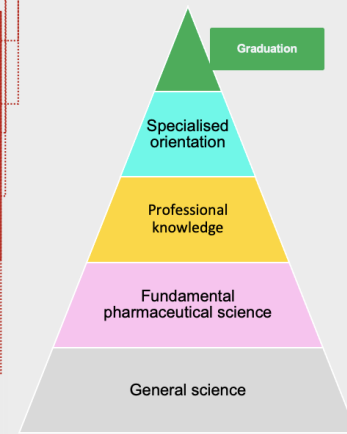 Graduation
Specialised
orientation
Professional
knowledge
Fundamental
pharmaceutical science
General science